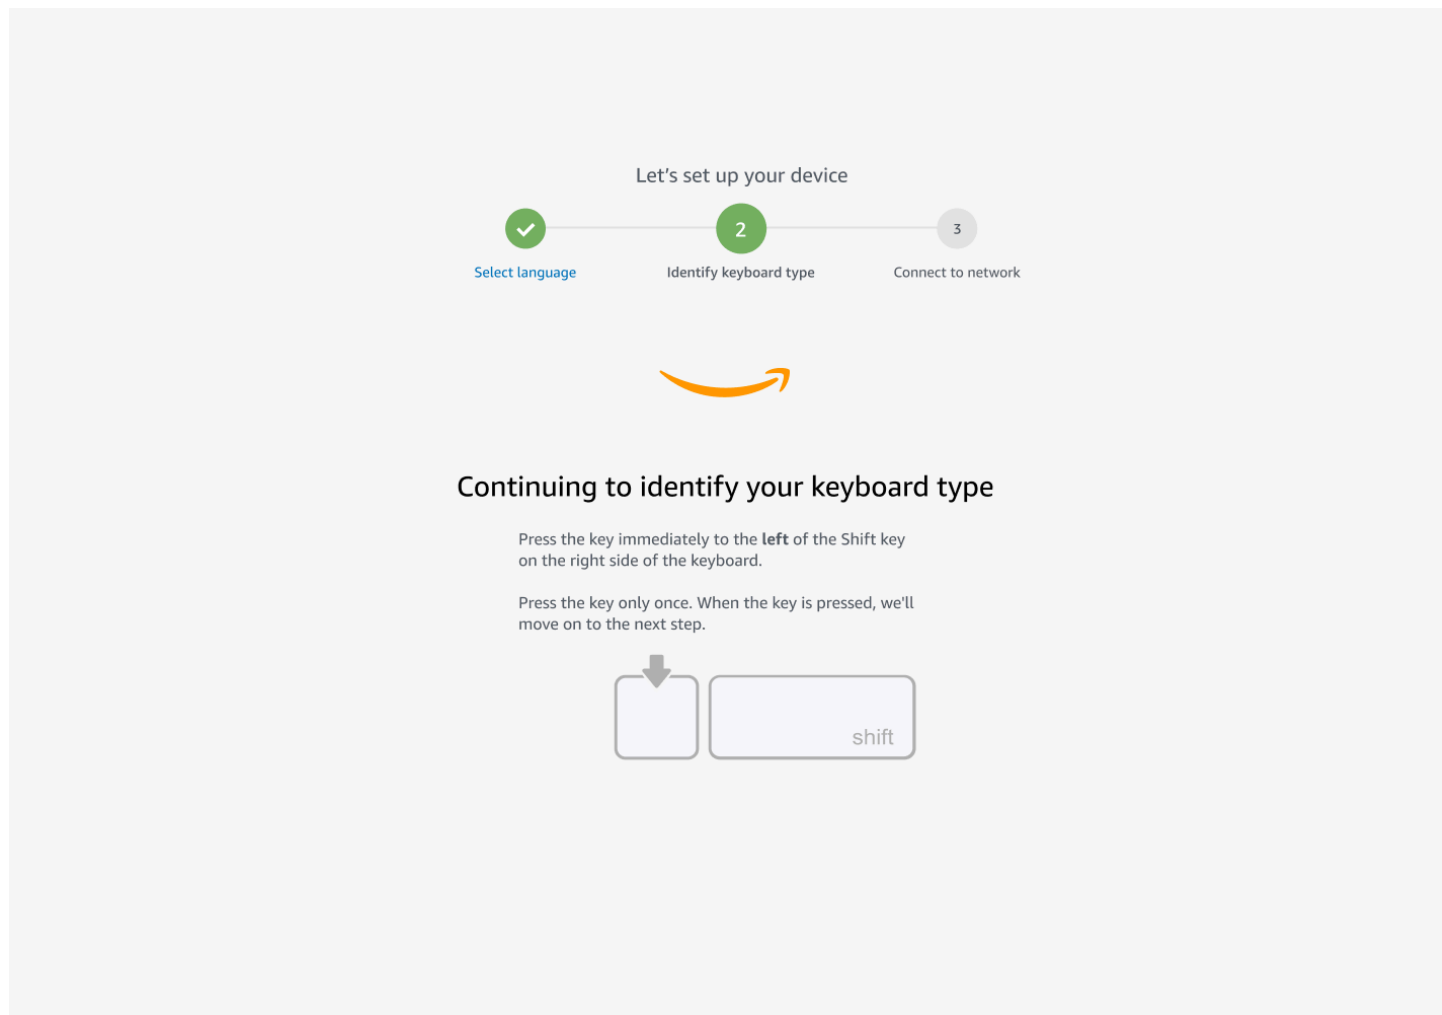 Let's set up your device
2
3
Select language
Identify keyboard type
Connect to network
Continuing to identify your keyboard type
Press the key immediately to the left of the Shift key
on the right side of the keyboard.
Press the key only once. When the key is pressed, we'll
move on to the next step.
shift